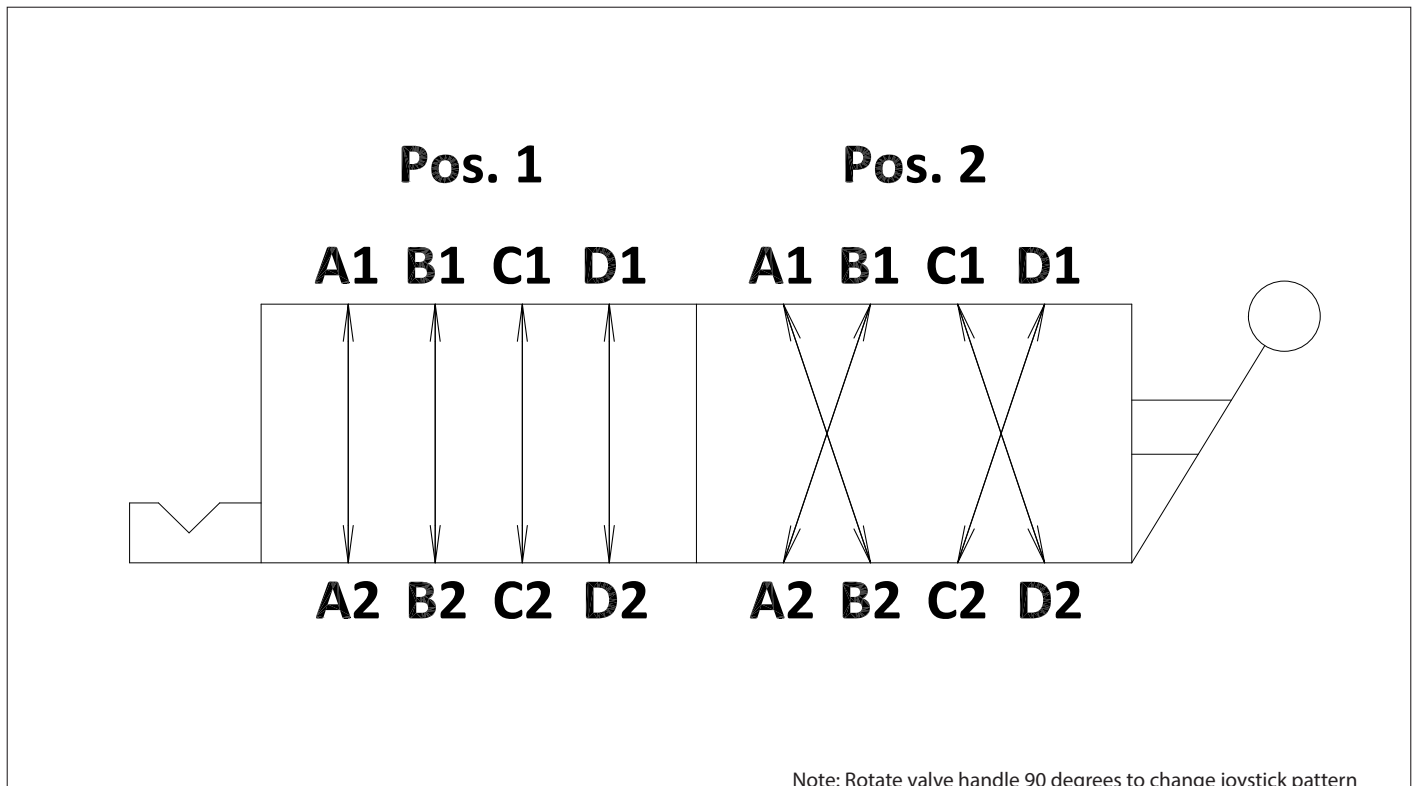 Pos. 1 Pos. 2
A1 B1 C1 D1 A1 B1 C1 D1
A2 B2 C2 D2 A2 B2 C2 D2
Note: Rotate valve handle 90 degrees to change joystick pattern